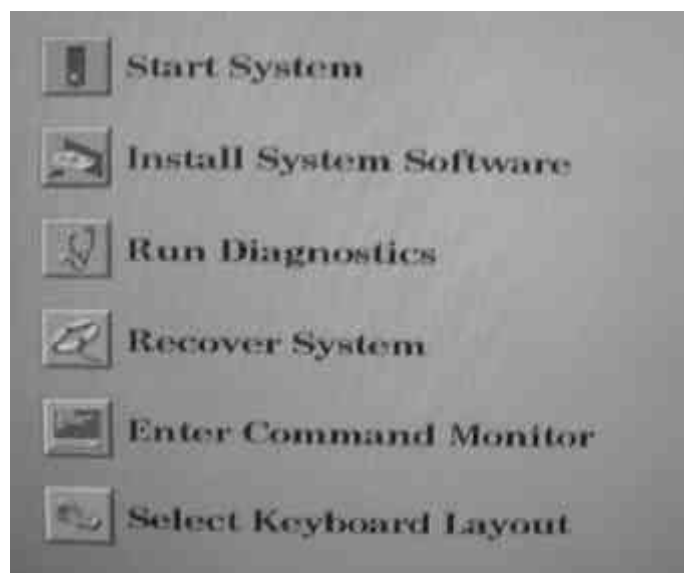 Start System
Install System Software
Run Diagnostics
Recover System
Enter Command Monitor
Select Keyboard Layout